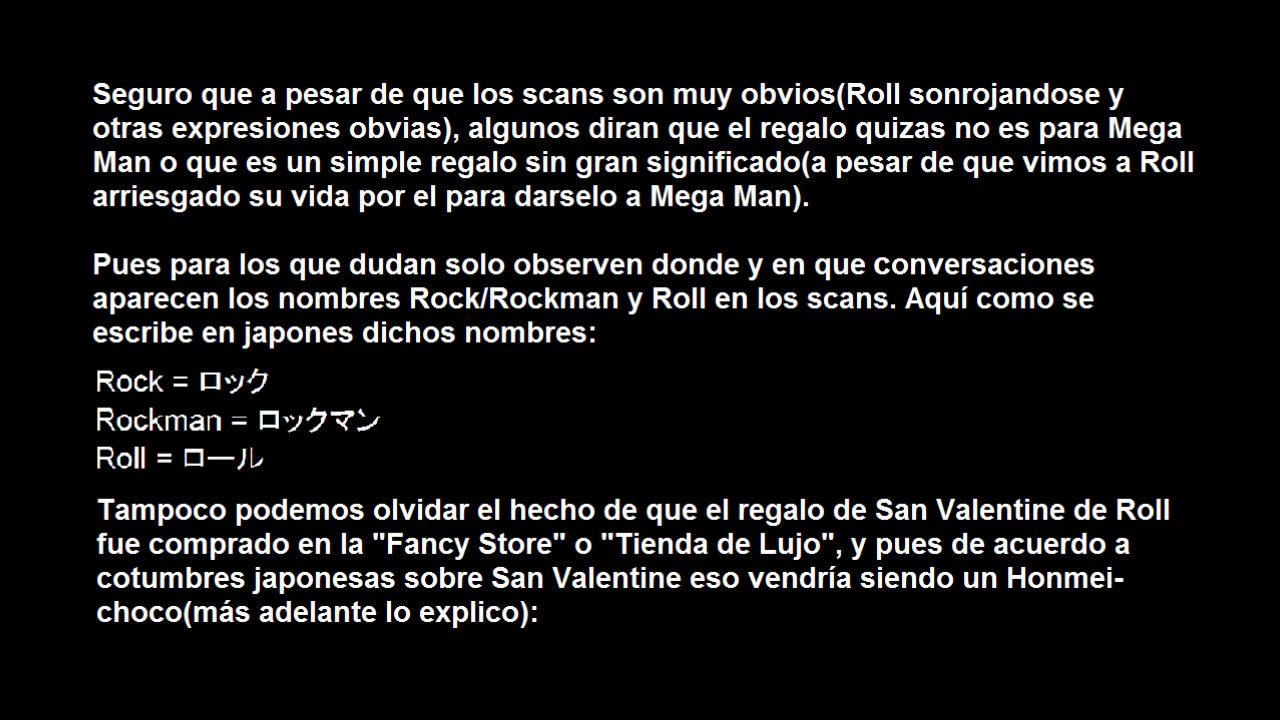 Seguro que a pesar de que los scans son muy obvios(Roll sonrojandose y
otras expresiones obvias), algunos diran que el regalo quizas no es para Mega
Man o que es un simple regalo sin gran significado(a pesar de que vimos a Roll
arriesgado su vida por el para darselo a Mega Man).
Pues para los que dudan solo observen donde y en que conversaciones
aparecen los nombres Rock/Rockman y Roll en los scans. Aquí como se
escribe en japones dichos nombres:
Rock = ロック
Rockman = ロックマン
Roll = ロール
Tampoco podemos olvidar el hecho de que el regalo de San Valentine de Roll
fue comprado en la "Fancy Store" o "Tienda de Lujo", y pues de acuerdo a
cotumbres japonesas sobre San Valentine eso vendría siendo un Honmei-
choco(más adelante lo explico):